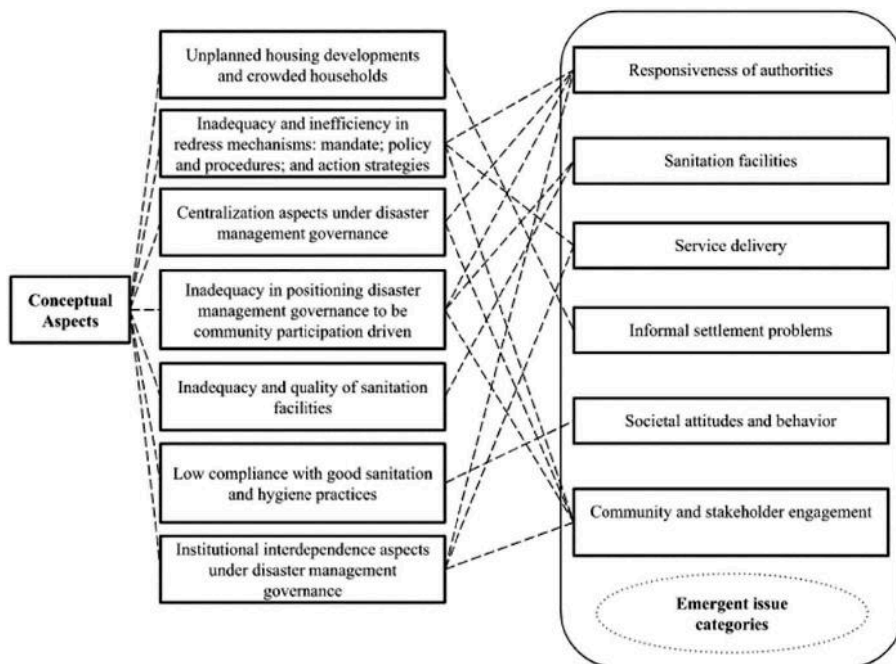 Conceptual
Aspects
Unplanned housing developments
and crowded households
Inadequacy and inefficiency in
redress mechanisms: mandate; policy
and procedures; and action strategies
Centralization aspects under disaster
management governance
Inadequacy in positioning disaster
management governance to be
community participation driven
Inadequacy and quality of sanitation
facilities
Low compliance with good sanitation
and hygiene practices
Institutional interdependence aspects
under disaster management
governance
Responsiveness of authorities
Sanitation facilities
Service delivery
Informal settlement problems
Societal attitudes and behavior
Community and stakeholder engagement
Emergent issue
categories